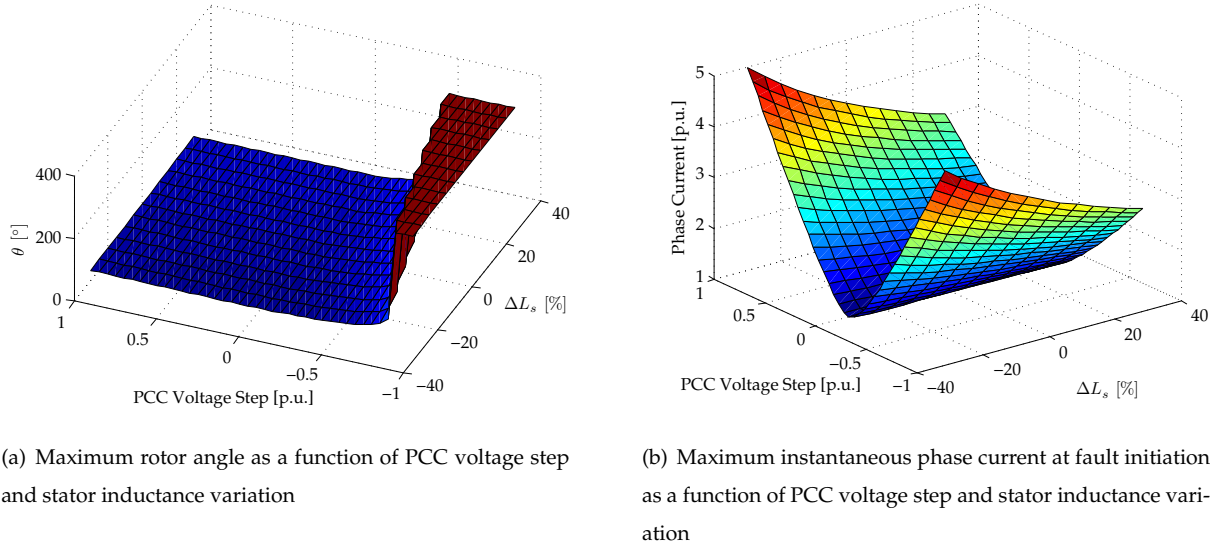 400
200
0
θ [°]
1
0.5
0
−0.5
−1
PCC Voltage Step [p.u.]
−40
−20
0
20
40
ΔLs [%]
5
4
3
2
1
Phase Current [p.u.]
1
0.5
0
−0.5
−1
PCC Voltage Step [p.u.]
−40
−20
0
20
40
ΔLs [%]
(a) Maximum rotor angle as a function of PCC voltage step
and stator inductance variation
(b) Maximum instantaneous phase current at fault initiation
as a function of PCC voltage step and stator inductance vari-
ation